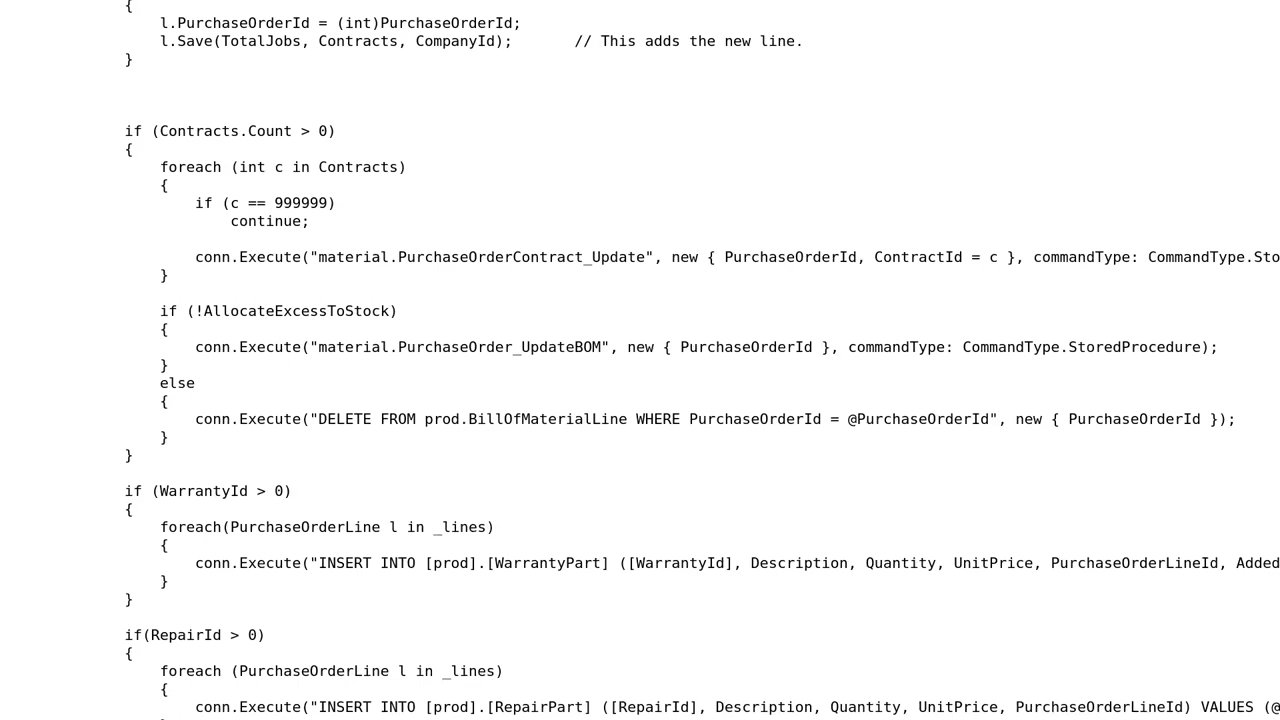 {
l.PurchaseOrderId = (int)PurchaseOrderId;
l.Save(TotalJobs, Contracts, CompanyId);       // This adds the new line.
}
if (Contracts.Count > 0)
{
foreach (int c in Contracts)
{
if (c == 999999)
continue;
conn.Execute("material.PurchaseOrderContract_Update", new { PurchaseOrderId, ContractId = c }, commandType: CommandType.Sto
}
if (!AllocateExcessToStock)
{
conn.Execute("material.PurchaseOrder_UpdateBOM", new { PurchaseOrderId }, commandType: CommandType.StoredProcedure);
}
else
{
conn.Execute("DELETE FROM prod.BillOfMaterialLine WHERE PurchaseOrderId = @PurchaseOrderId", new { PurchaseOrderId });
}
}
if (WarrantyId > 0)
{
foreach(PurchaseOrderLine l in _lines)
{
conn.Execute("INSERT INTO [prod].[WarrantyPart] ([WarrantyId], Description, Quantity, UnitPrice, PurchaseOrderLineId, Added
}
}
if(RepairId > 0)
{
foreach (PurchaseOrderLine l in _lines)
{
conn.Execute("INSERT INTO [prod].[RepairPart] ([RepairId], Description, Quantity, UnitPrice, PurchaseOrderLineId) VALUES (@